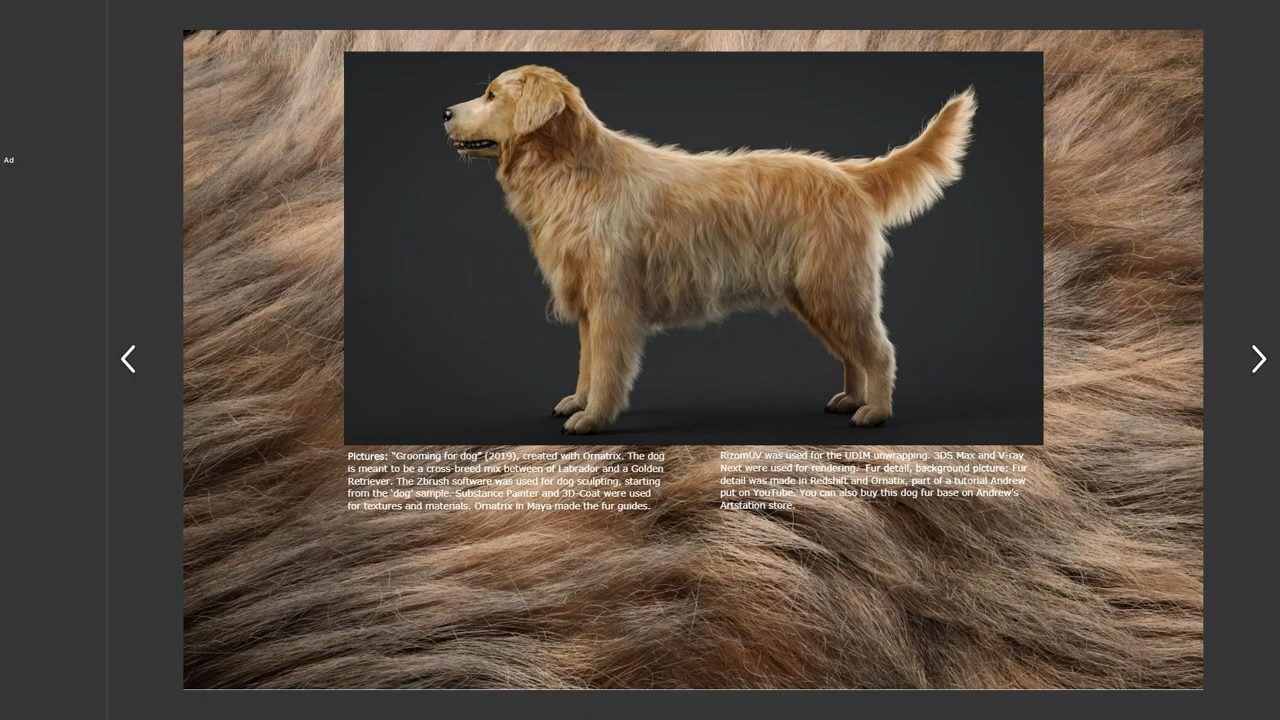 Ad
Pictures: "Grooming for dog" (2019), created with Ornatrix. The dog
is meant to be a cross-breed mix between of Labrador and a Golden
Retriever. The Zbrush software was used for dog sculpting, starting
from the 'dog' sample. Substance Painter and 3D-Coat were used
for textures and materials. Ornatrix in Maya made the fur guides.
RizomUV was used for the UDIM unwrapping. 3DS Max and V-ray
Next were used for rendering. Fur detail, background picture: Fur
detail was made in Redshift and Ornatix, part of a tutorial Andrew
put on YouTube. You can also buy this dog fur base on Andrew's
Artstation store.